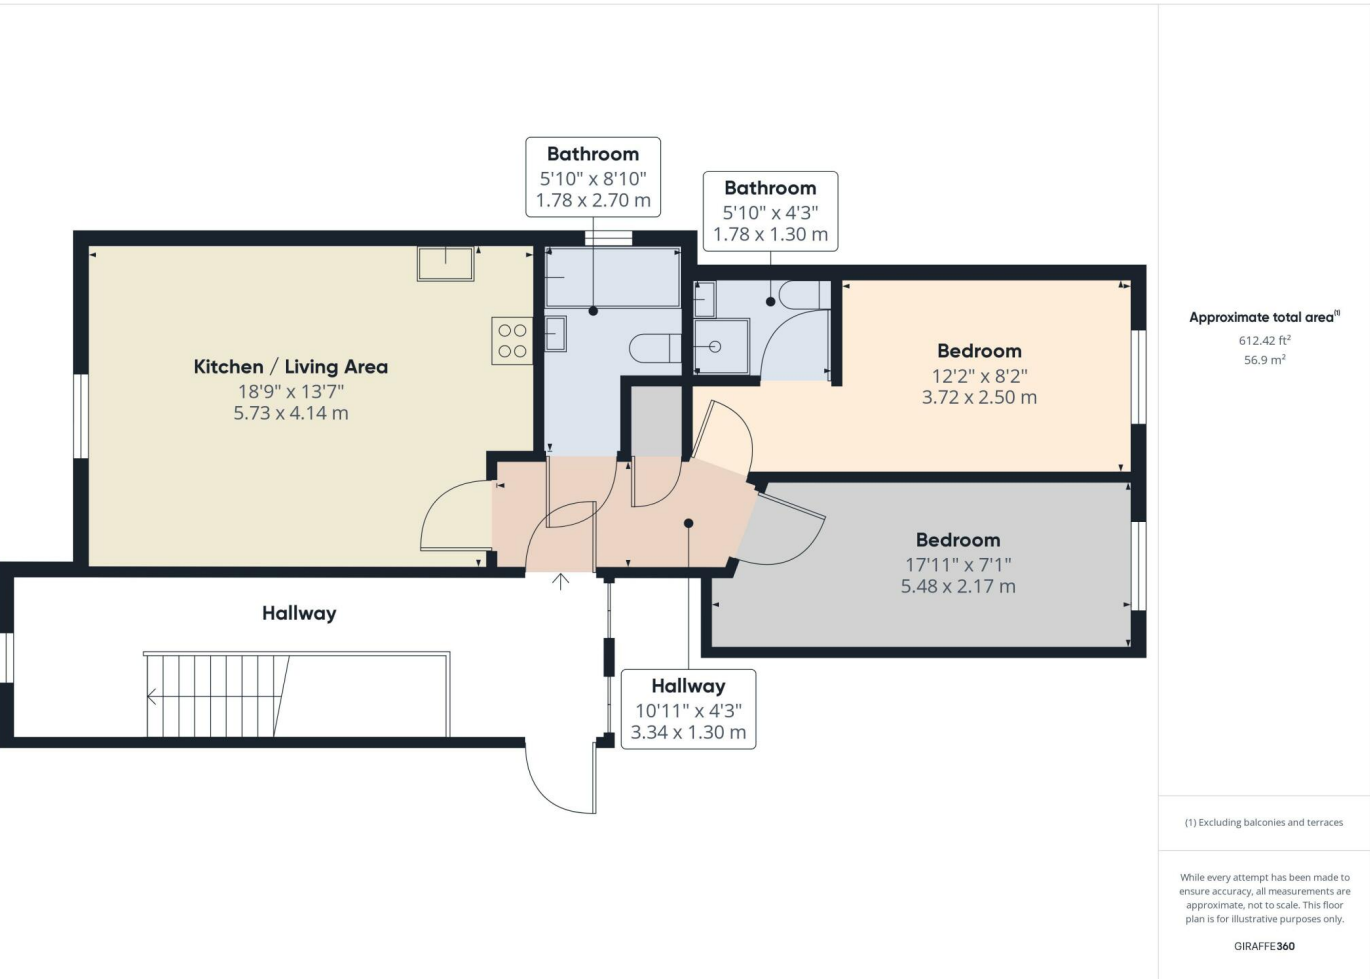 Bathroom
5'10" x 8'10"
1.78 x 2.70 m
Bathroom
5'10" x 4'3"
1.78 x 1.30 m
Kitchen / Living Area
18'9" x 13'7"
5.73 x 4.14 m
Bedroom
12'2" x 8'2"
3.72 x 2.50 m
Bedroom
17'11" x 7'1"
5.48 x 2.17 m
Hallway
Hallway
10'11" x 4'3"
3.34 x 1.30 m
Approximate total area(1)
612.42 ft²
56.9 m²
(1) Excluding balconies and terraces
While every attempt has been made to
ensure accuracy, all measurements are
approximate, not to scale. This floor
plan is for illustrative purposes only.
GIRAFFE360